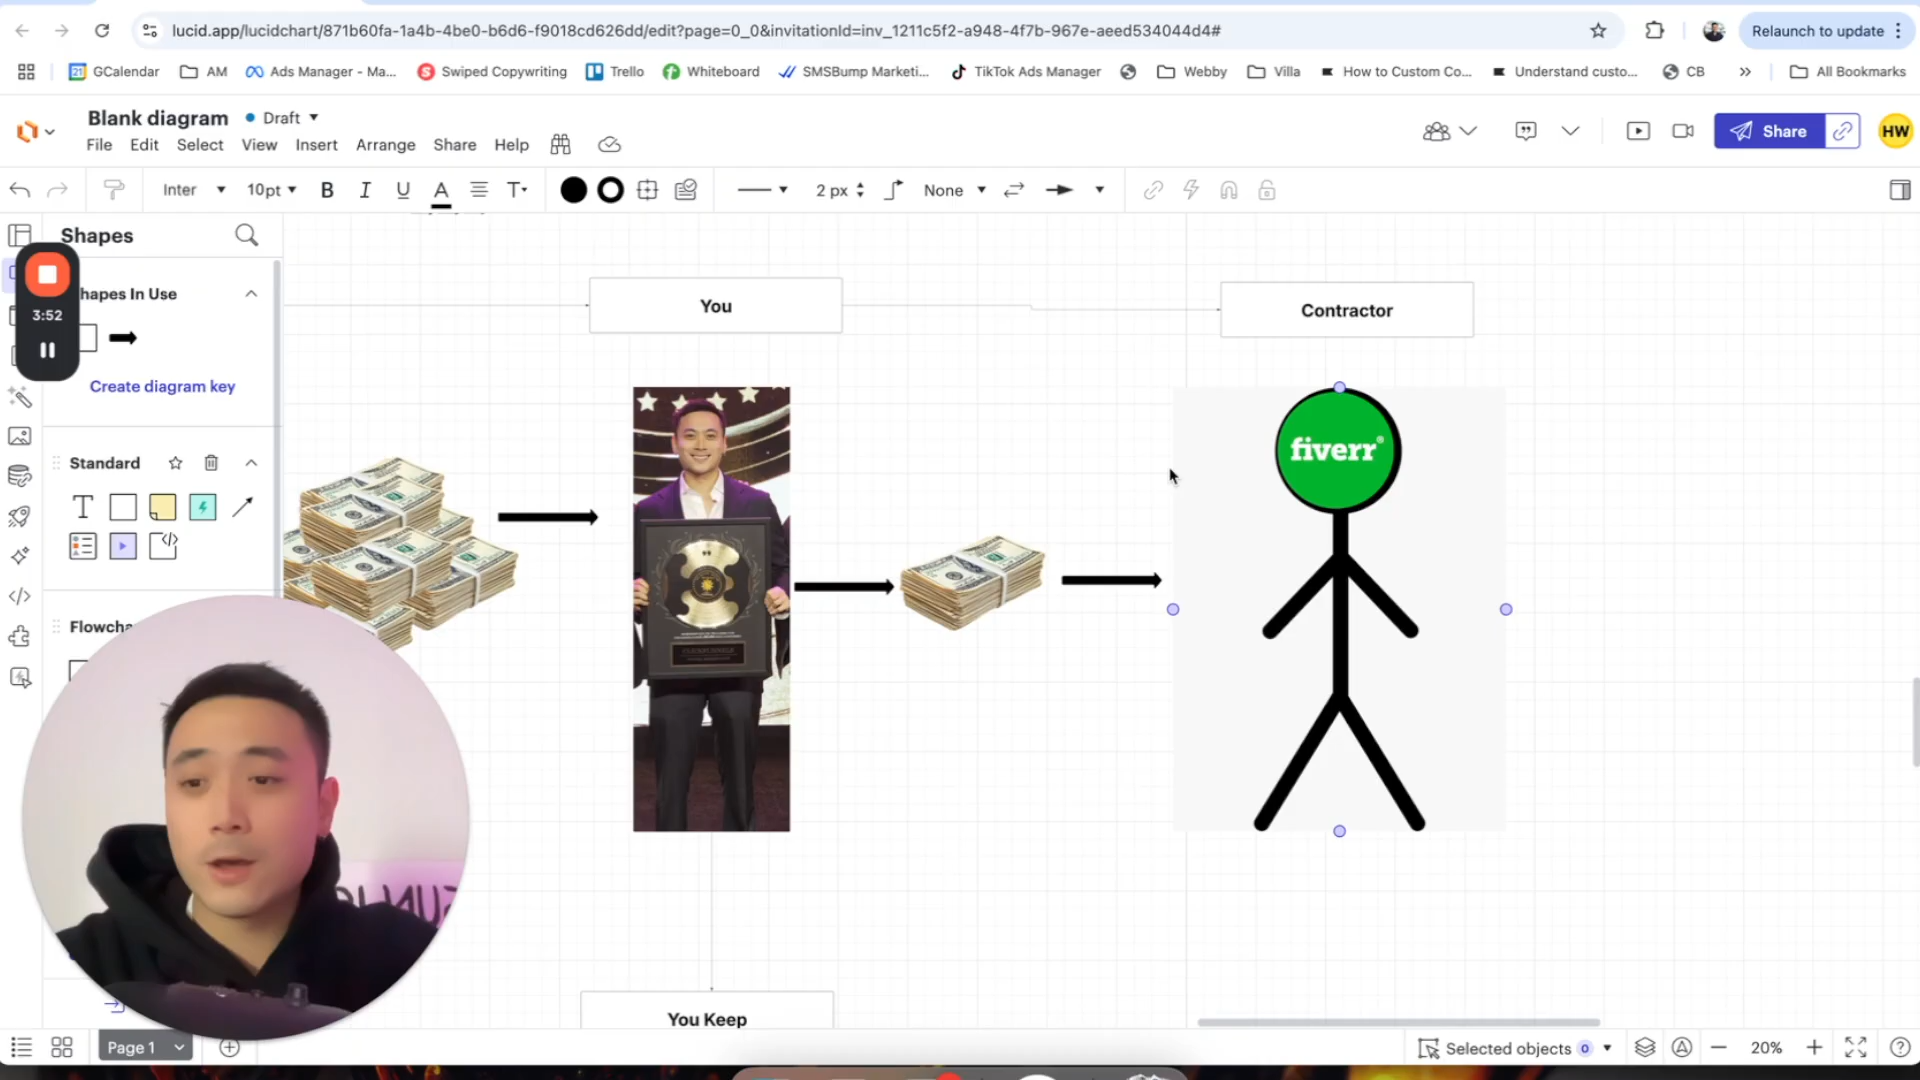 lucid.app/lucidchart/871b60fa-1a4b-4be0-b6d6-f9018cd626dd/edit?page=0_0&invitationId=inv_1211c5f2-a948-4f7b-967e-aeed534044d4#
Relaunch to update
GCalendar
AM
Ads Manager - Ma...
Swiped Copywriting
Trello
Whiteboard
SMSBump Marketi...
TikTok Ads Manager
Webby
Villa
How to Custom Co...
Understand custo...
CB
All Bookmarks
Blank diagram
Draft
File Edit Select View Insert Arrange Share Help
Share
HW
Inter
10pt
B I U A
2 px
None
Shapes
hapes In Use
3:52
Create diagram key
Standard
T
Flowcha
You
Contractor
fiverr®
You Keep
Page 1
Selected objects 0
20%